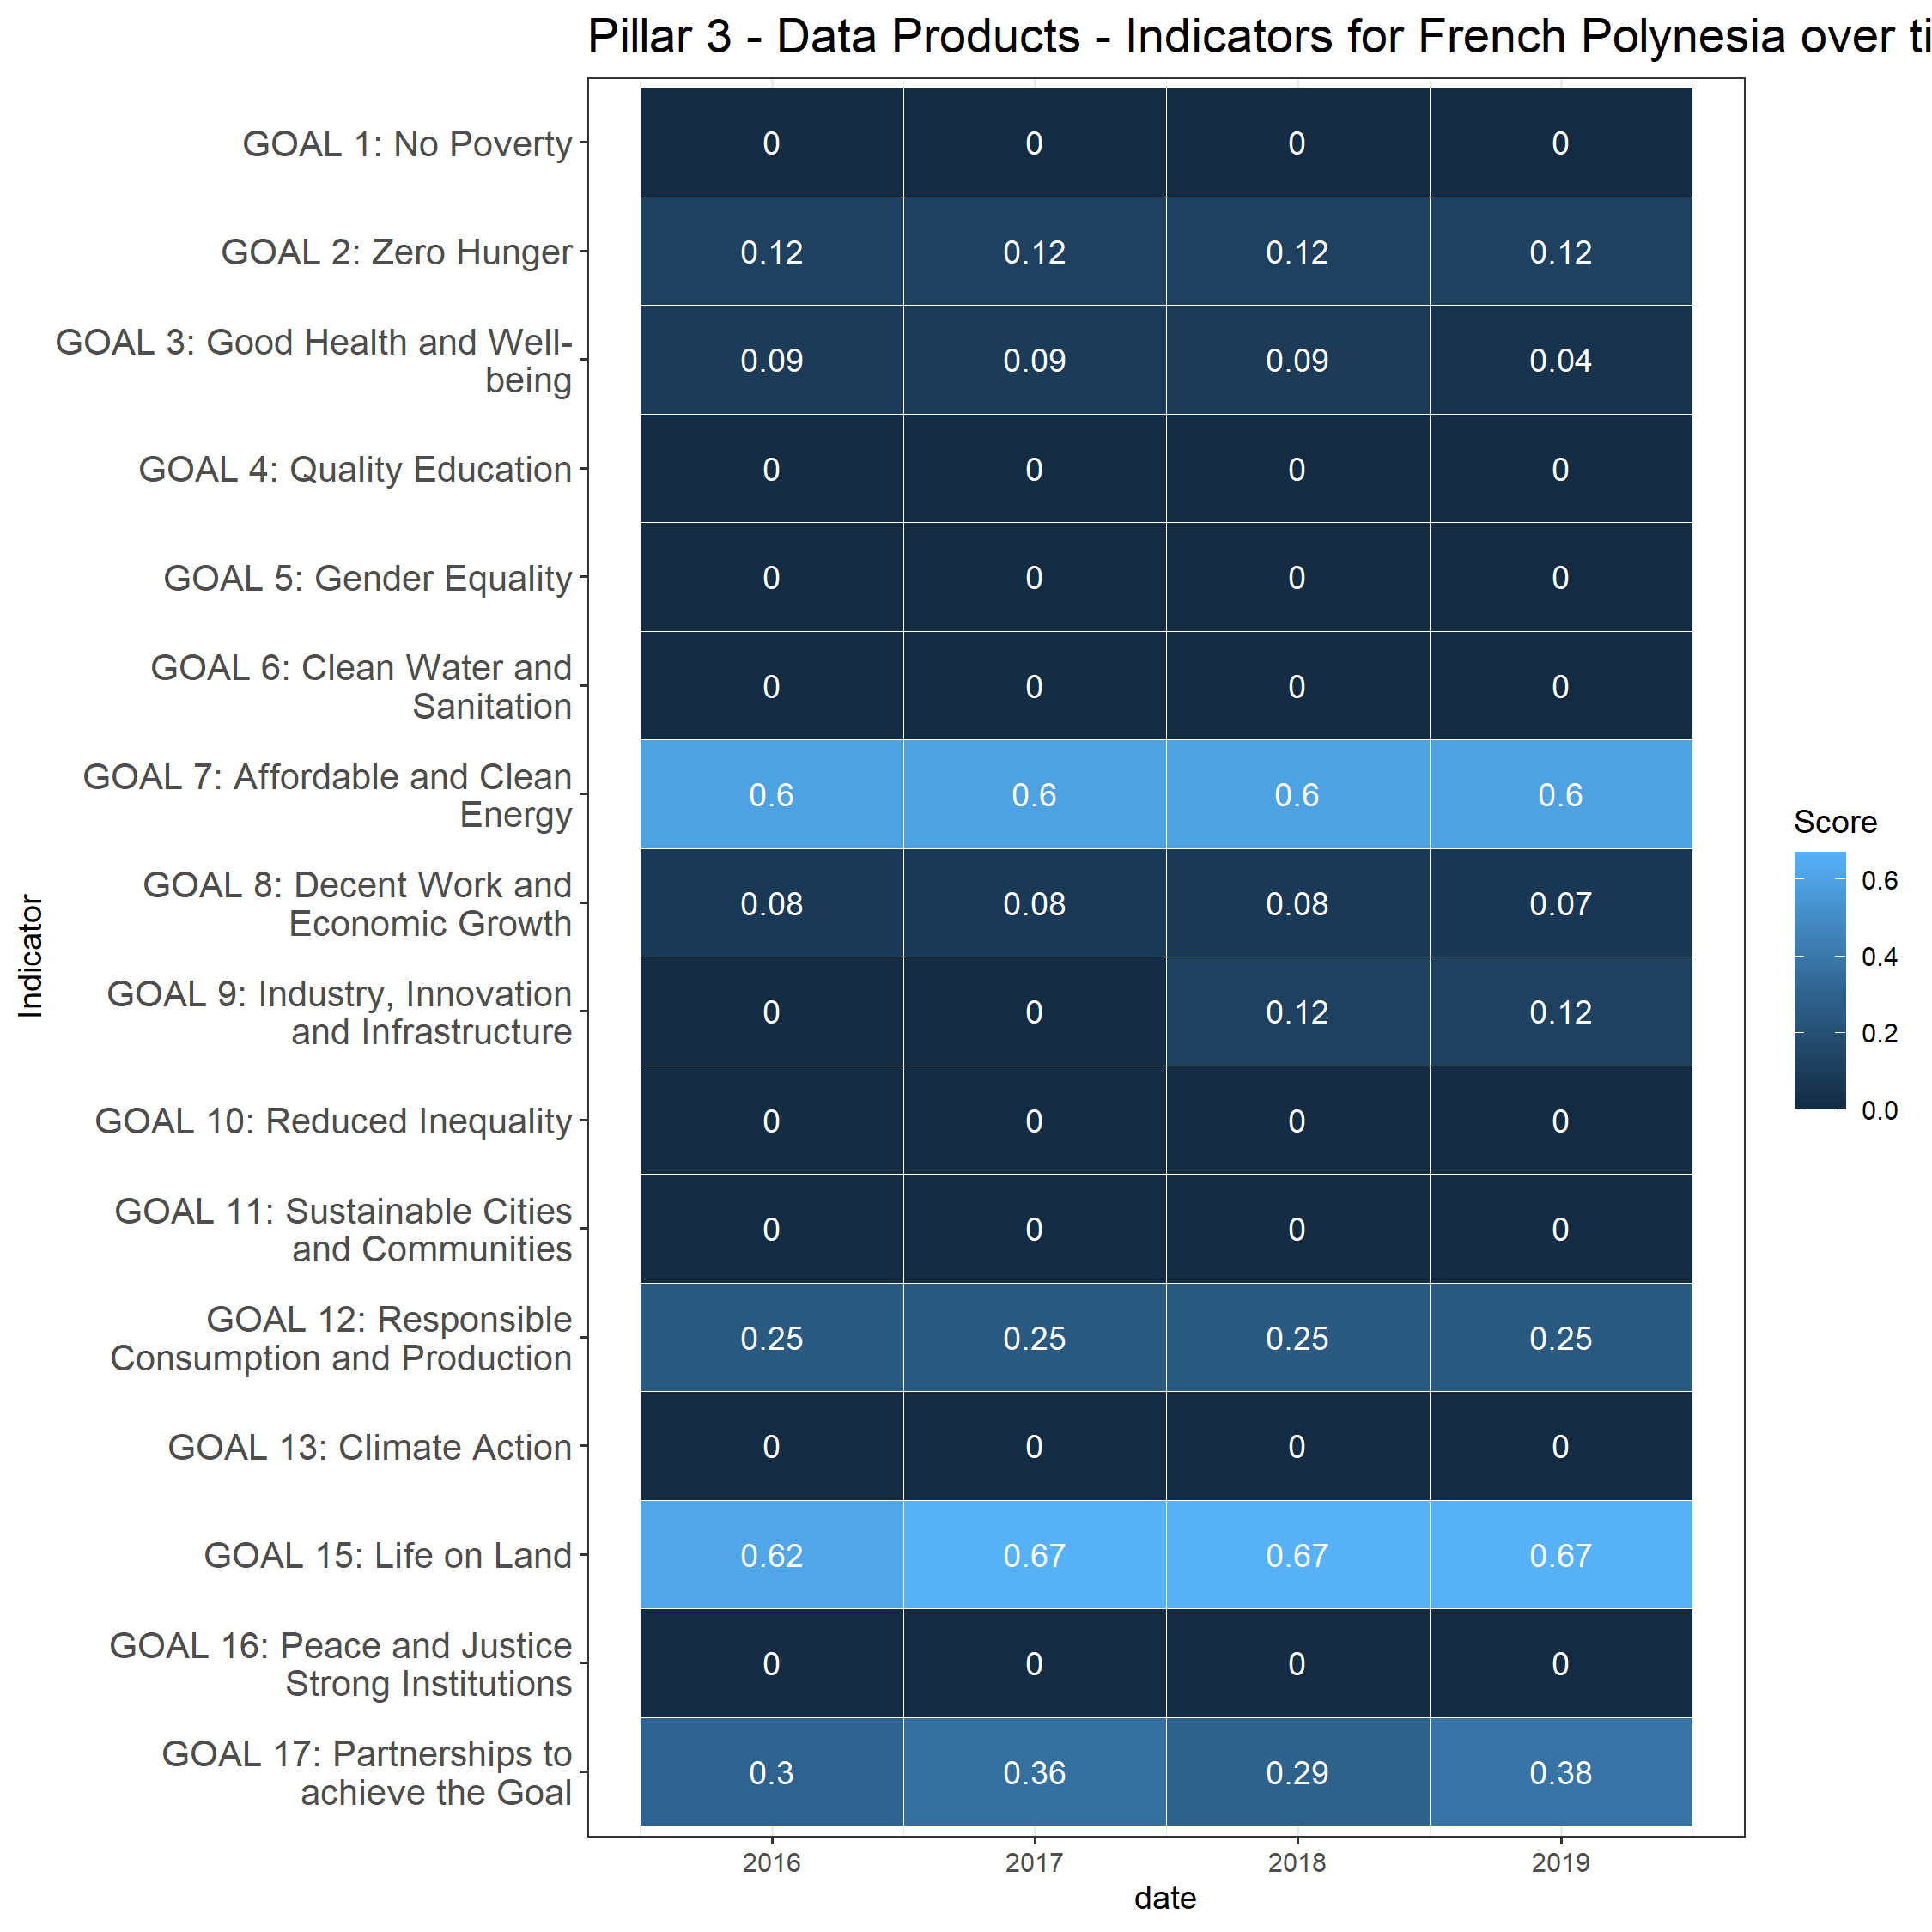 Pillar 3 - Data Products - Indicators for French Polynesia over ti
GOAL 1: No Poverty
0 0 0 0
GOAL 2: Zero Hunger
0.12 0.12 0.12 0.12
GOAL 3: Good Health and Well-
being
0.09 0.09 0.09 0.04
GOAL 4: Quality Education
0 0 0 0
GOAL 5: Gender Equality
0 0 0 0
GOAL 6: Clean Water and
Sanitation
0 0 0 0
GOAL 7: Affordable and Clean
Energy
0.6 0.6 0.6 0.6
GOAL 8: Decent Work and
Economic Growth
0.08 0.08 0.08 0.07
GOAL 9: Industry, Innovation
and Infrastructure
0 0 0.12 0.12
GOAL 10: Reduced Inequality
0 0 0 0
GOAL 11: Sustainable Cities
and Communities
0 0 0 0
GOAL 12: Responsible
Consumption and Production
0.25 0.25 0.25 0.25
GOAL 13: Climate Action
0 0 0 0
GOAL 15: Life on Land
0.62 0.67 0.67 0.67
GOAL 16: Peace and Justice
Strong Institutions
0 0 0 0
GOAL 17: Partnerships to
achieve the Goal
0.3 0.36 0.29 0.38
2016 2017 2018 2019
date
Indicator
Score
0.6
0.4
0.2
0.0